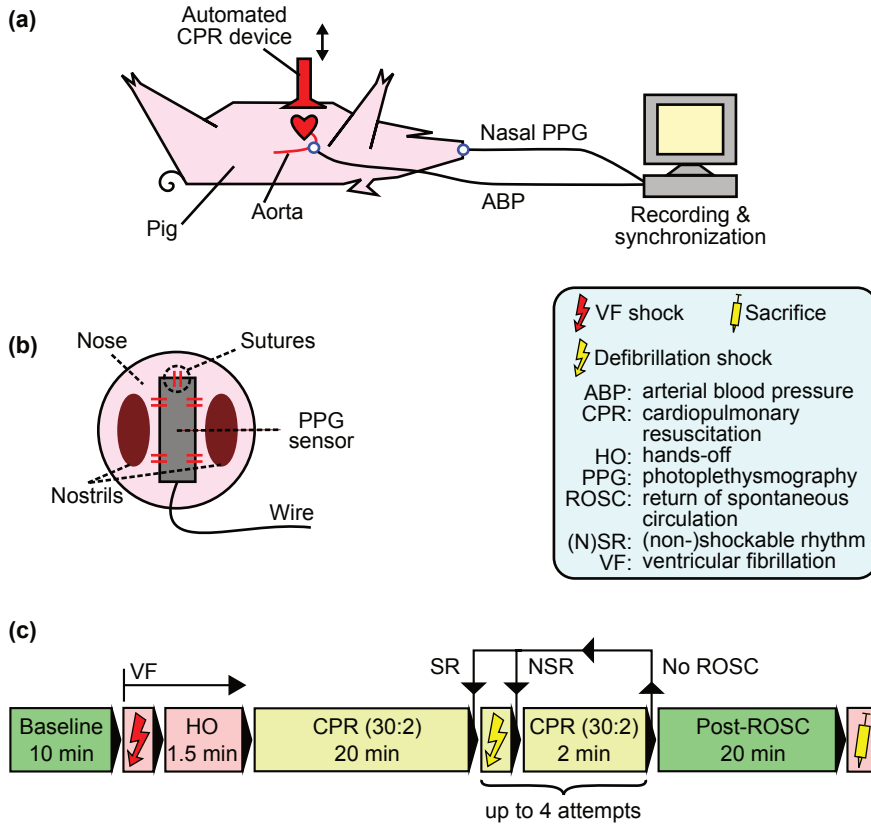 (a)
Automated
CPR device
Nasal PPG
ABP
Aorta
Pig
Recording &
synchronization
(b)
Nose
Sutures
PPG
sensor
Nostrils
Wire
VF shock
Sacrifice
Defibrillation shock
ABP: arterial blood pressure
CPR: cardiopulmonary
resuscitation
HO: hands-off
PPG: photoplethysmography
ROSC: return of spontaneous
circulation
(N)SR: (non-)shockable rhythm
VF: ventricular fibrillation
(c)
VF
SR
NSR
No ROSC
Baseline
10 min
HO
1.5 min
CPR (30:2)
20 min
CPR (30:2)
2 min
Post-ROSC
20 min
up to 4 attempts